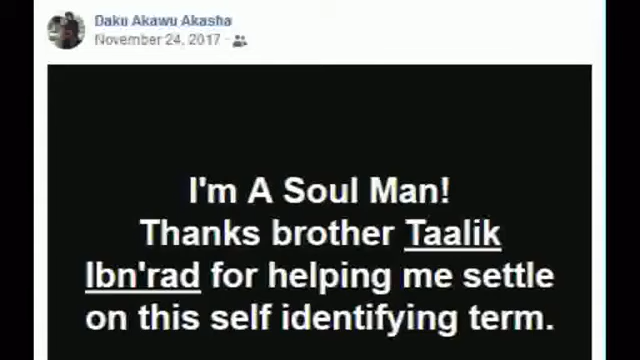 Daku Akawu Akasha
November 24, 2017 ·
I'm A Soul Man!
Thanks brother Taalik
Ibn'rad for helping me settle
on this self identifying term.